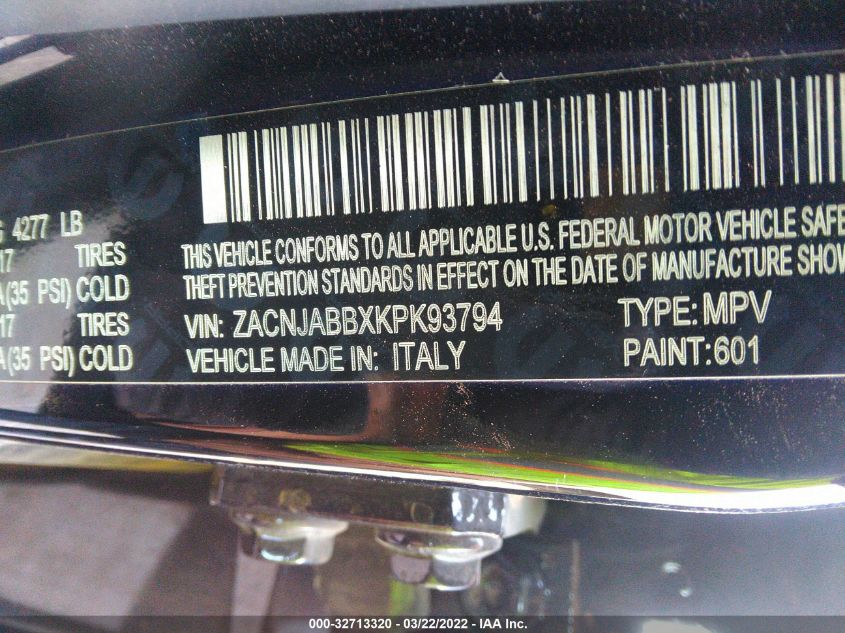 THIS VEHICLE CONFORMS TO ALL APPLICABLE U.S. FEDERAL MOTOR VEHICLE SAFE
THEFT PREVENTION STANDARDS IN EFFECT ON THE DATE OF MANUFACTURE SHOW
G 4277 LB
17 TIRES
A(35 PSI) COLD
17 TIRES
A(35 PSI) COLD
VIN: ZACNJABBXKPK93794 TYPE: MPV
VEHICLE MADE IN: ITALY PAINT: 601
000-32713320 - 03/22/2022 - IAA Inc.